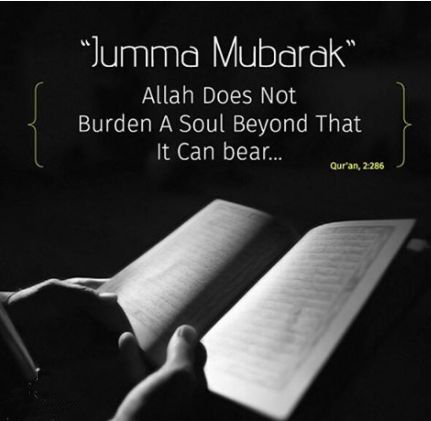 “Jumma Mubarak”
Allah Does Not
Burden A Soul Beyond That
It Can bear...
Qur'an, 2:286